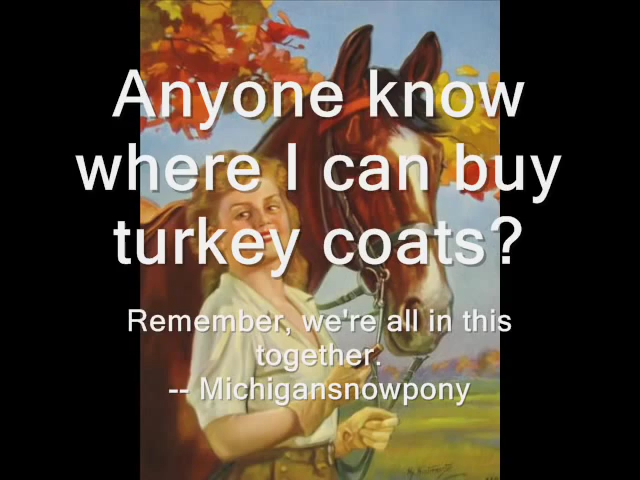 Anyone know
where I can buy
turkey coats?
Remember, we're all in this
together.
-- Michigansnowpony